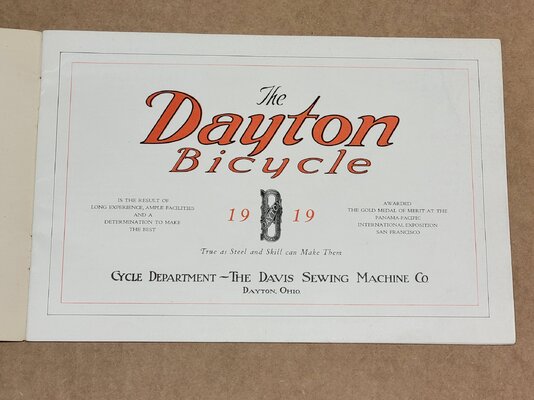 The
Dayton
Bicycle
IS THE RESULT OF
LONG EXPERIENCE, AMPLE FACILITIES
AND A
DETERMINATION TO MAKE
THE BEST
19 19
AWARDED
THE GOLD MEDAL OF MERIT AT THE
PANAMA-PACIFIC
INTERNATIONAL EXPOSITION
SAN FRANCISCO
True as Steel and Skill can Make Them
CYCLE DEPARTMENT ~ THE DAVIS SEWING MACHINE CO.
DAYTON, OHIO.